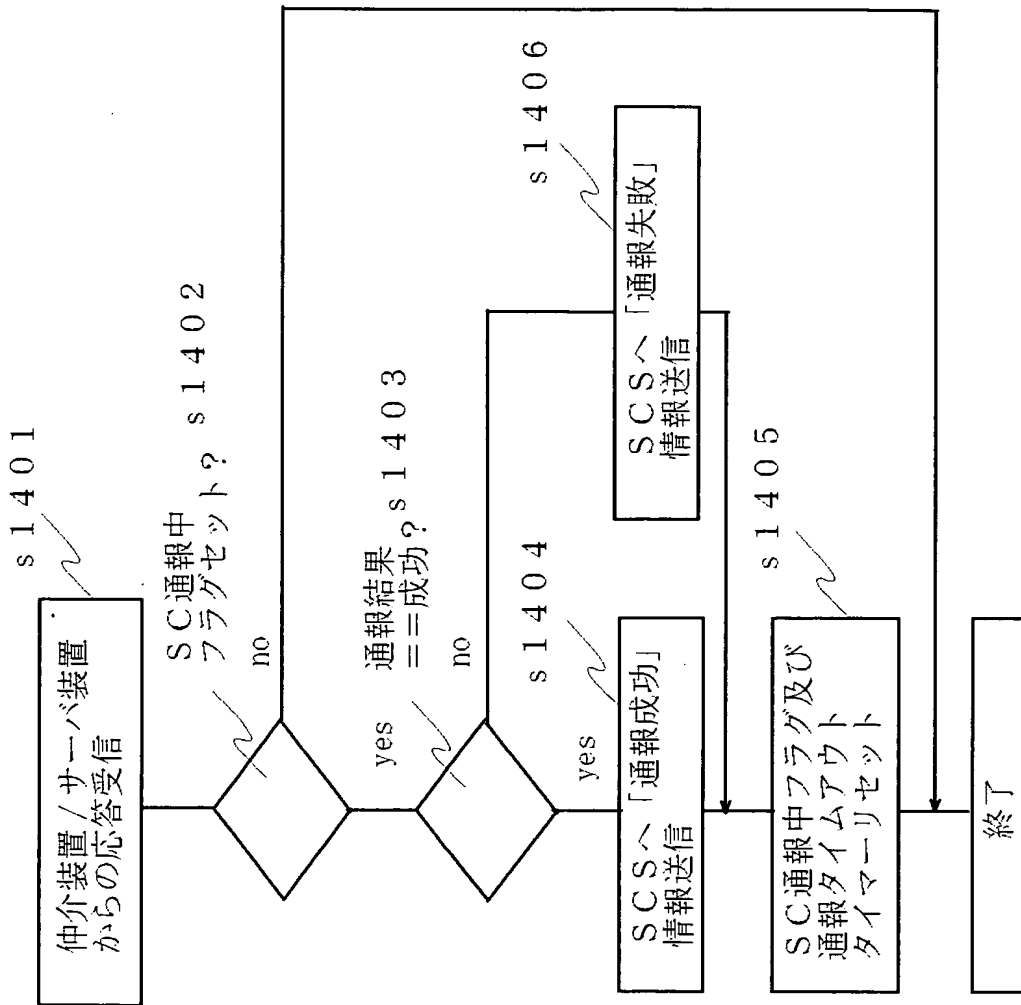 s1401
仲介装置/サーバ装置
からの応答受信
SC通報中
フラグセット?
s1402
no
yes
通報結果
==成功?
s1403
no
yes
s1404
SCSへ「通報成功」
情報送信
s1406
SCSへ「通報失敗」
情報送信
s1405
SC通報中フラグ及び
通報タイムアウト
タイマーリセット
終了